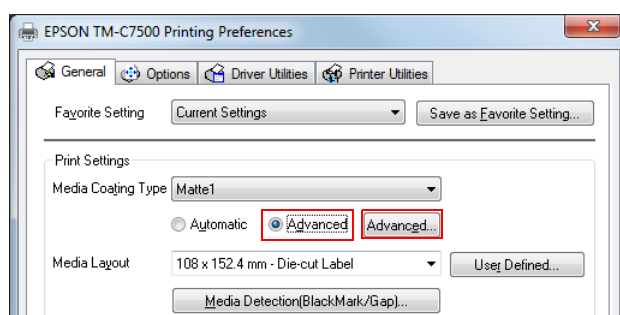 EPSON TM-C7500 Printing Preferences
General Options Driver Utilities Printer Utilities
Favorite Setting Current Settings Save as Favorite Setting...
Print Settings
Media Coating Type Matte1
Automatic Advanced Advanced...
Media Layout 108 x 152.4 mm - Die-cut Label User Defined...
Media Detection(BlackMark/Gap)...